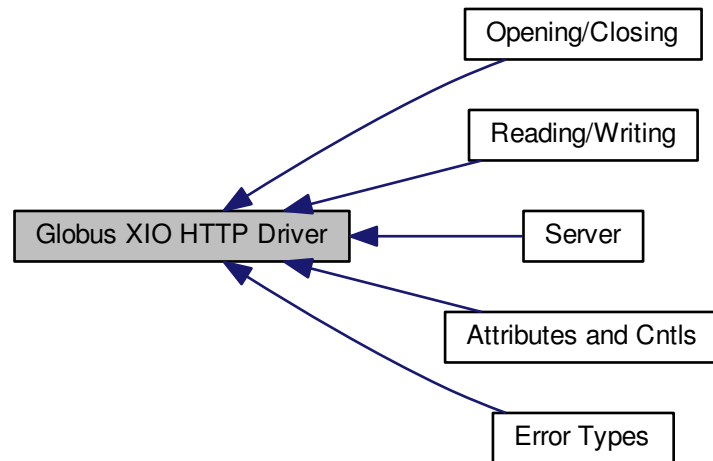 Opening/Closing
Reading/Writing
Globus XIO HTTP Driver
Server
Attributes and Cntls
Error Types